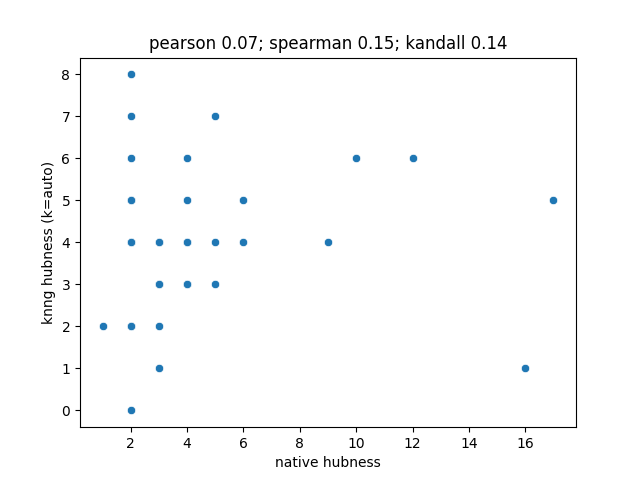 pearson 0.07; spearman 0.15; kandall 0.14
knng hubness (k=auto)
8
7
6
5
4
3
2
1
0
2 4 6 8 10 12 14 16
native hubness